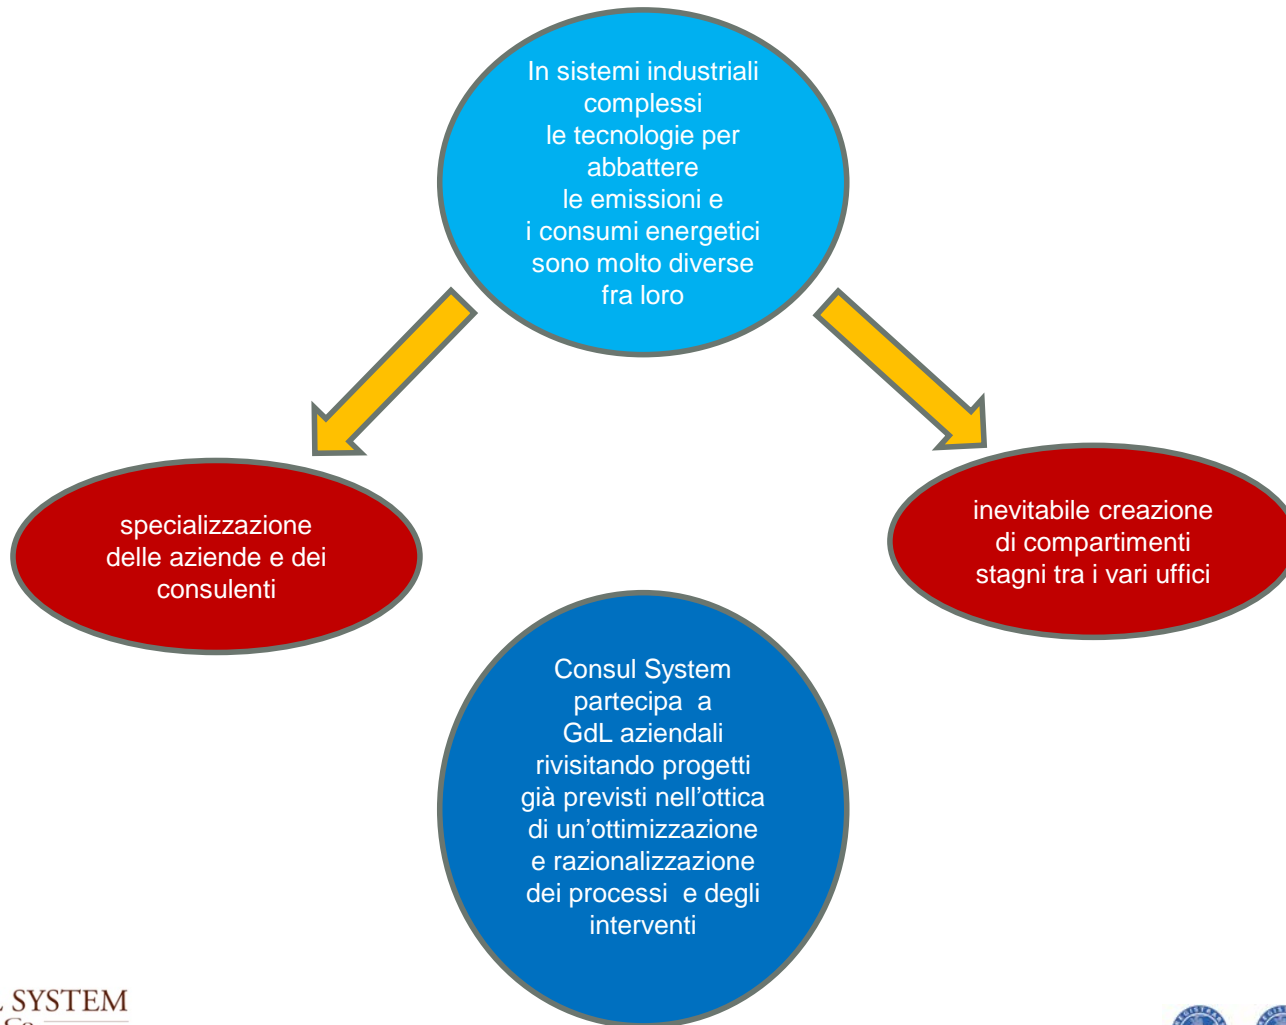 In sistemi industriali
complessi
le tecnologie per
abbattere
le emissioni e
i consumi energetici
sono molto diverse
fra loro
specializzazione
delle aziende e dei
consulenti
inevitabile creazione
di compartimenti
stagni tra i vari uffici
Consul System
partecipa  a
GdL aziendali
rivisitando progetti
già previsti nell’ottica
di un’ottimizzazione
e razionalizzazione
dei processi  e degli
interventi
SYSTEM